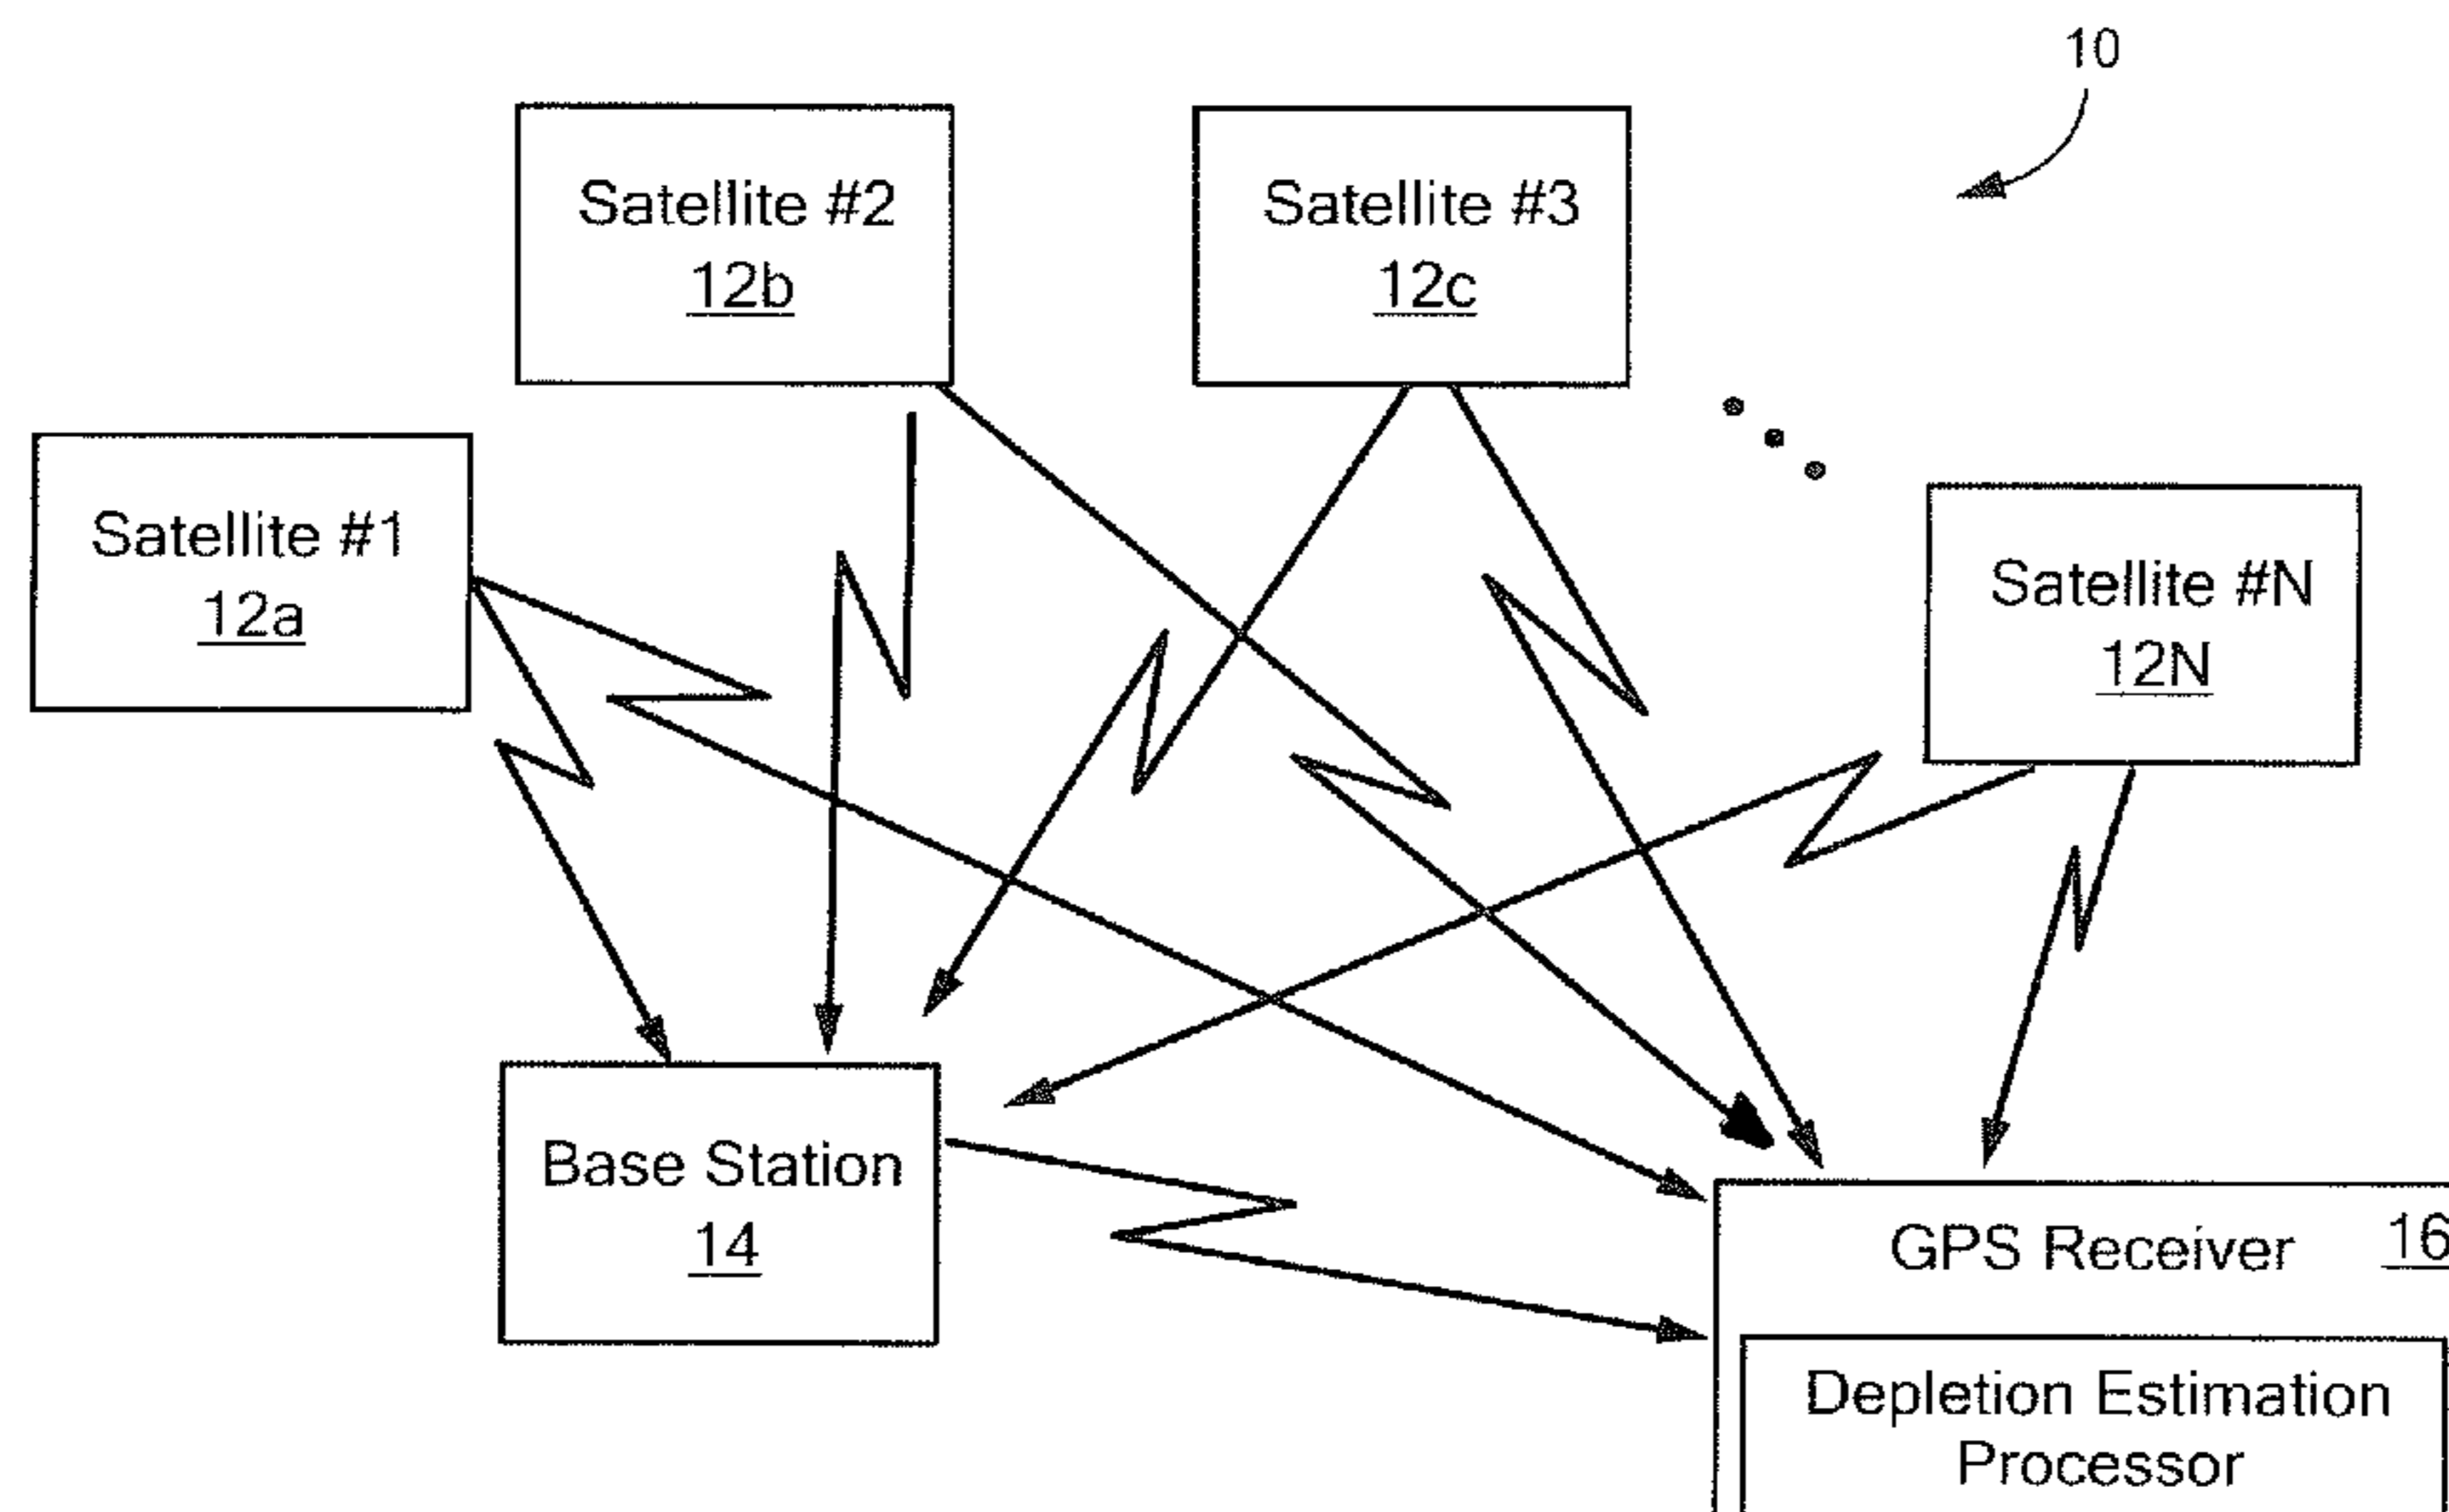 10
Satellite #2
12b
Satellite #3
12c
Satellite #1
12a
Satellite #N
12N
Base Station
14
GPS Receiver 16
Depletion Estimation
Processor